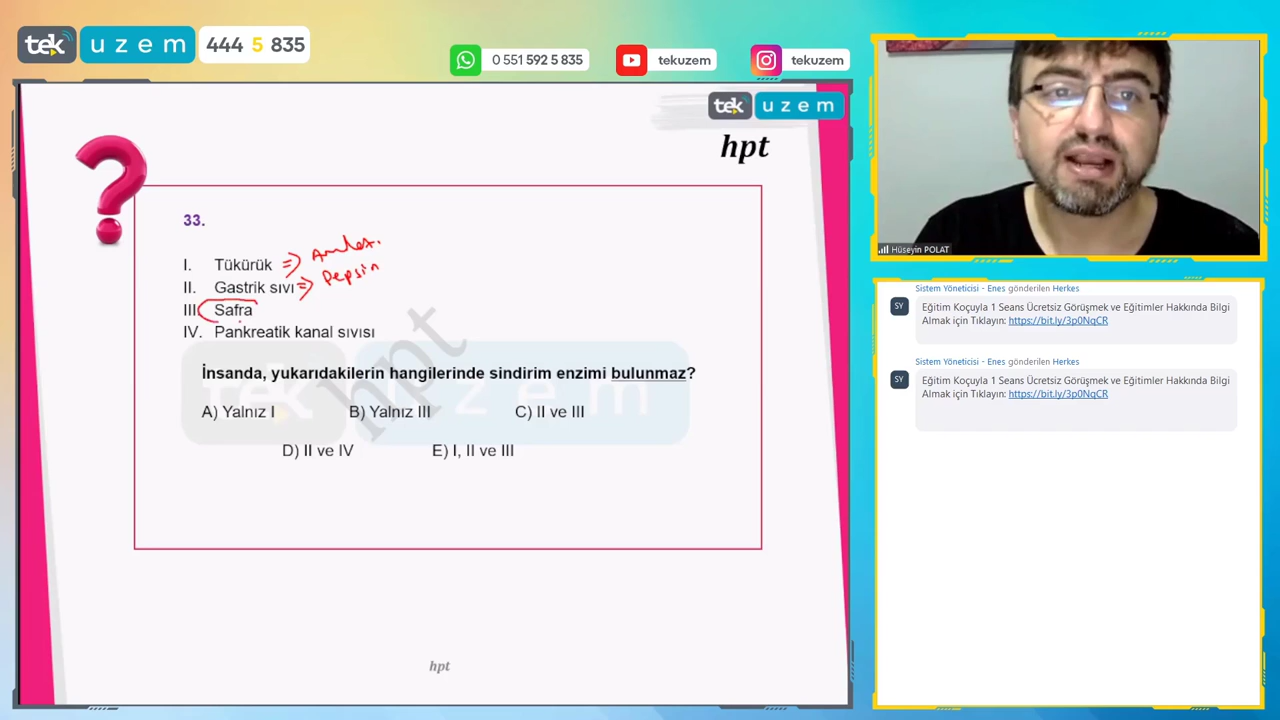 tek uzem 444 5 835
0 551 592 5 835
tekuzem
tekuzem
tek uzem
hpt
33.
I. Tükürük => Amilaz.
II. Gastrik sıvı => Pepsin
III. Safra
IV. Pankreatik kanal sıvısı
İnsanda, yukarıdakilerin hangilerinde sindirim enzimi bulunmaz?
A) Yalnız I B) Yalnız III C) II ve III
D) II ve IV E) I, II ve III
tek uzem
hpt
hpt
Hüseyin POLAT
Sistem Yöneticisi - Enes gönderilen Herkes
SY
Eğitim Koçuyla 1 Seans Ücretsiz Görüşmek ve Eğitimler Hakkında Bilgi
Almak için Tıklayın: https://bit.ly/3p0NqCR
Sistem Yöneticisi - Enes gönderilen Herkes
SY
Eğitim Koçuyla 1 Seans Ücretsiz Görüşmek ve Eğitimler Hakkında Bilgi
Almak için Tıklayın: https://bit.ly/3p0NqCR